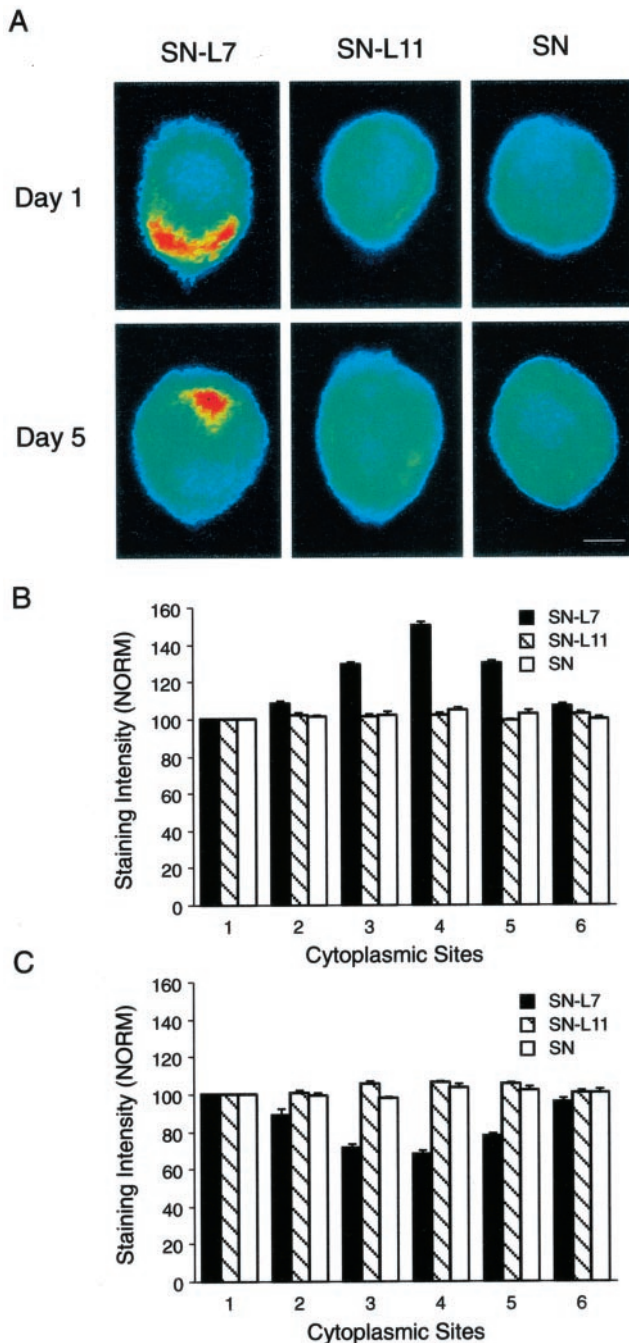 A
SN-L7 SN-L11 SN
Day 1
Day 5
B
160
140
120
100
80
60
40
20
0
Staining Intensity (NORM)
SN-L7
SN-L11
SN
1 2 3 4 5 6
Cytoplasmic Sites
C
160
140
120
100
80
60
40
20
0
Staining Intensity (NORM)
SN-L7
SN-L11
SN
1 2 3 4 5 6
Cytoplasmic Sites